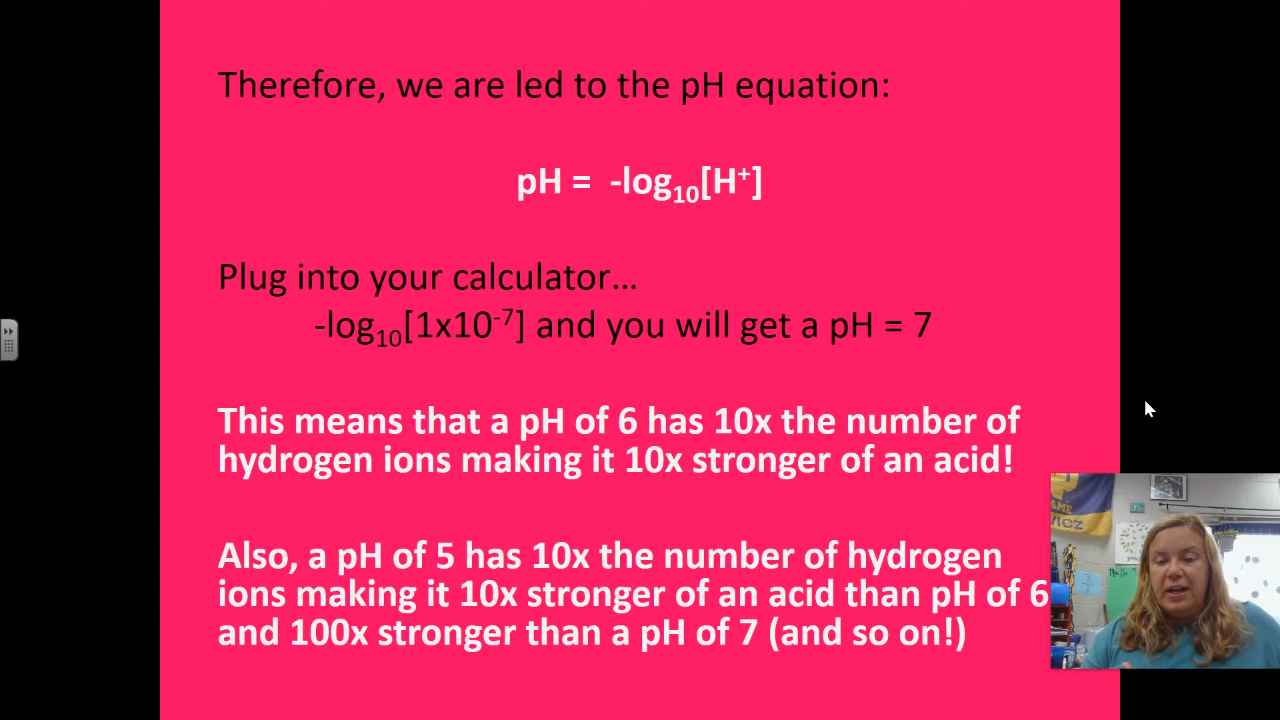 Therefore, we are led to the pH equation:
pH = -log₁₀[H⁺]
Plug into your calculator…
-log₁₀[1x10⁻⁷] and you will get a pH = 7
This means that a pH of 6 has 10x the number of
hydrogen ions making it 10x stronger of an acid!
Also, a pH of 5 has 10x the number of hydrogen
ions making it 10x stronger of an acid than pH of 6
and 100x stronger than a pH of 7 (and so on!)